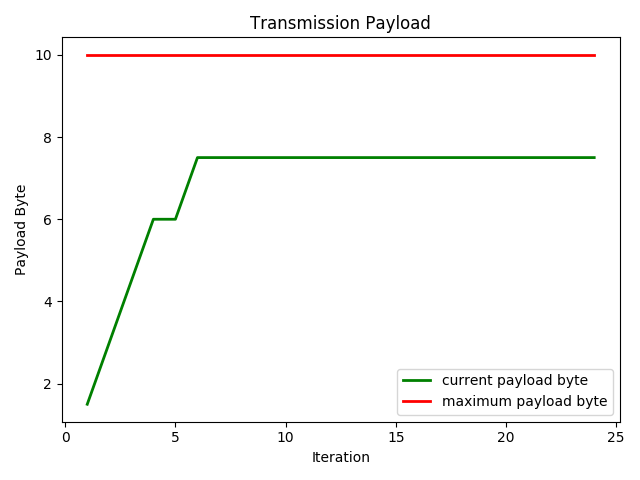 Transmission Payload
10
8
6
4
2
Payload Byte
0
5
10
15
20
25
Iteration
current payload byte
maximum payload byte